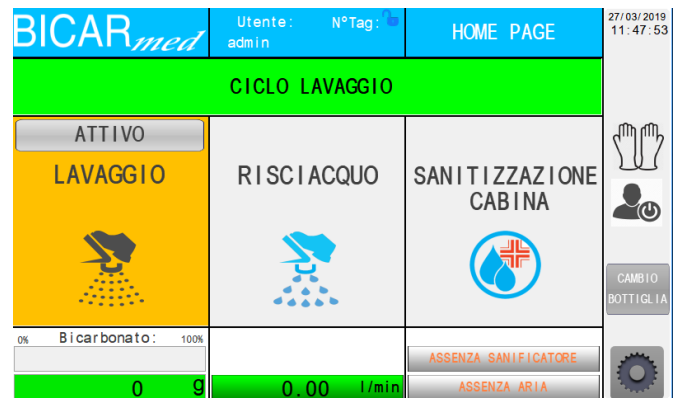 BICARmed
Utente: N°Tag:
admin
HOME PAGE
27/03/2019
11:47:53
CICLO LAVAGGIO
ATTIVO
LAVAGGIO
RISCIACQUO
SANITIZZAZIONE
CABINA
CAMBIO
BOTTIGLIA
0% Bicarbonato: 100%
ASSENZA SANIFICATORE
0 g
0.00 l/min
ASSENZA ARIA